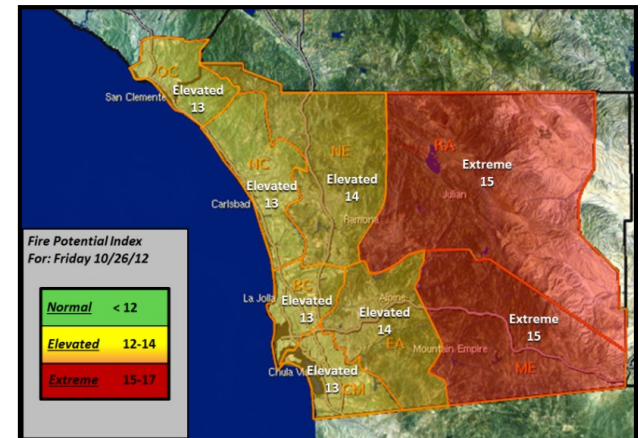 OC
San Clemente
Elevated
13
NC
Elevated
13
Carlsbad
NE
Elevated
14
Ramona
RA
Extreme
15
Julian
Fire Potential Index
For: Friday 10/26/12
Normal < 12
Elevated 12-14
Extreme 15-17
La Jolla
BC
Elevated
13
Alpine
Elevated
14
EA
Mountain Empire
Extreme
15
ME
Chula
Elevated
13
CM